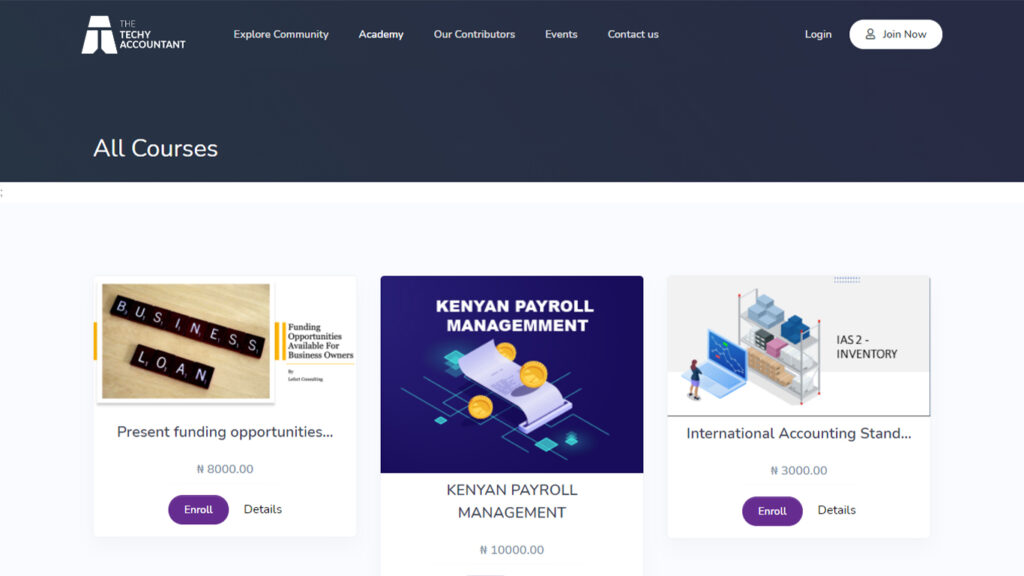 THE
TECHY
ACCOUNTANT
Explore Community
Academy
Our Contributors
Events
Contact us
Login
Join Now
All Courses
;
BUSINESS
LOAN
Funding
Opportunities
Available For
Business Owners
By
Lefort Consulting
Present funding opportunities...
₦ 8000.00
Enroll
Details
KENYAN PAYROLL
MANAGEMMENT
KENYAN PAYROLL
MANAGEMENT
₦ 10000.00
IAS 2 -
INVENTORY
International Accounting Stand...
₦ 3000.00
Enroll
Details